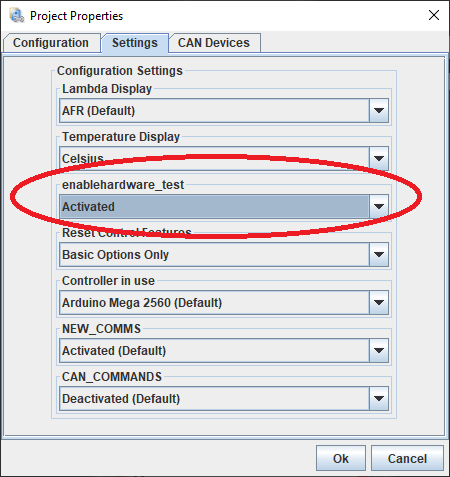 Project Properties
Configuration Settings CAN Devices
Configuration Settings
Lambda Display
AFR (Default)
Temperature Display
Celsius
enablehardware_test
Activated
Reset Control Features
Basic Options Only
Controller in use
Arduino Mega 2560 (Default)
NEW_COMMS
Activated (Default)
CAN_COMMANDS
Deactivated (Default)
Ok Cancel